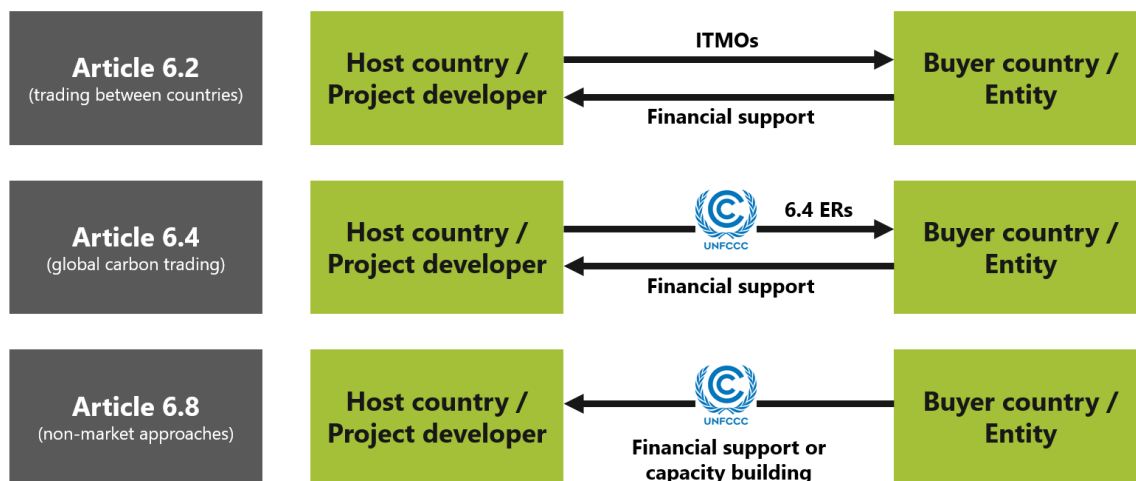 Article 6.2
(trading between countries)
Host country /
Project developer
ITMOs
Financial support
Buyer country /
Entity
Article 6.4
(global carbon trading)
Host country /
Project developer
UNFCCC
6.4 ERs
Financial support
Buyer country /
Entity
Article 6.8
(non-market approaches)
Host country /
Project developer
UNFCCC
Financial support or
capacity building
Buyer country /
Entity